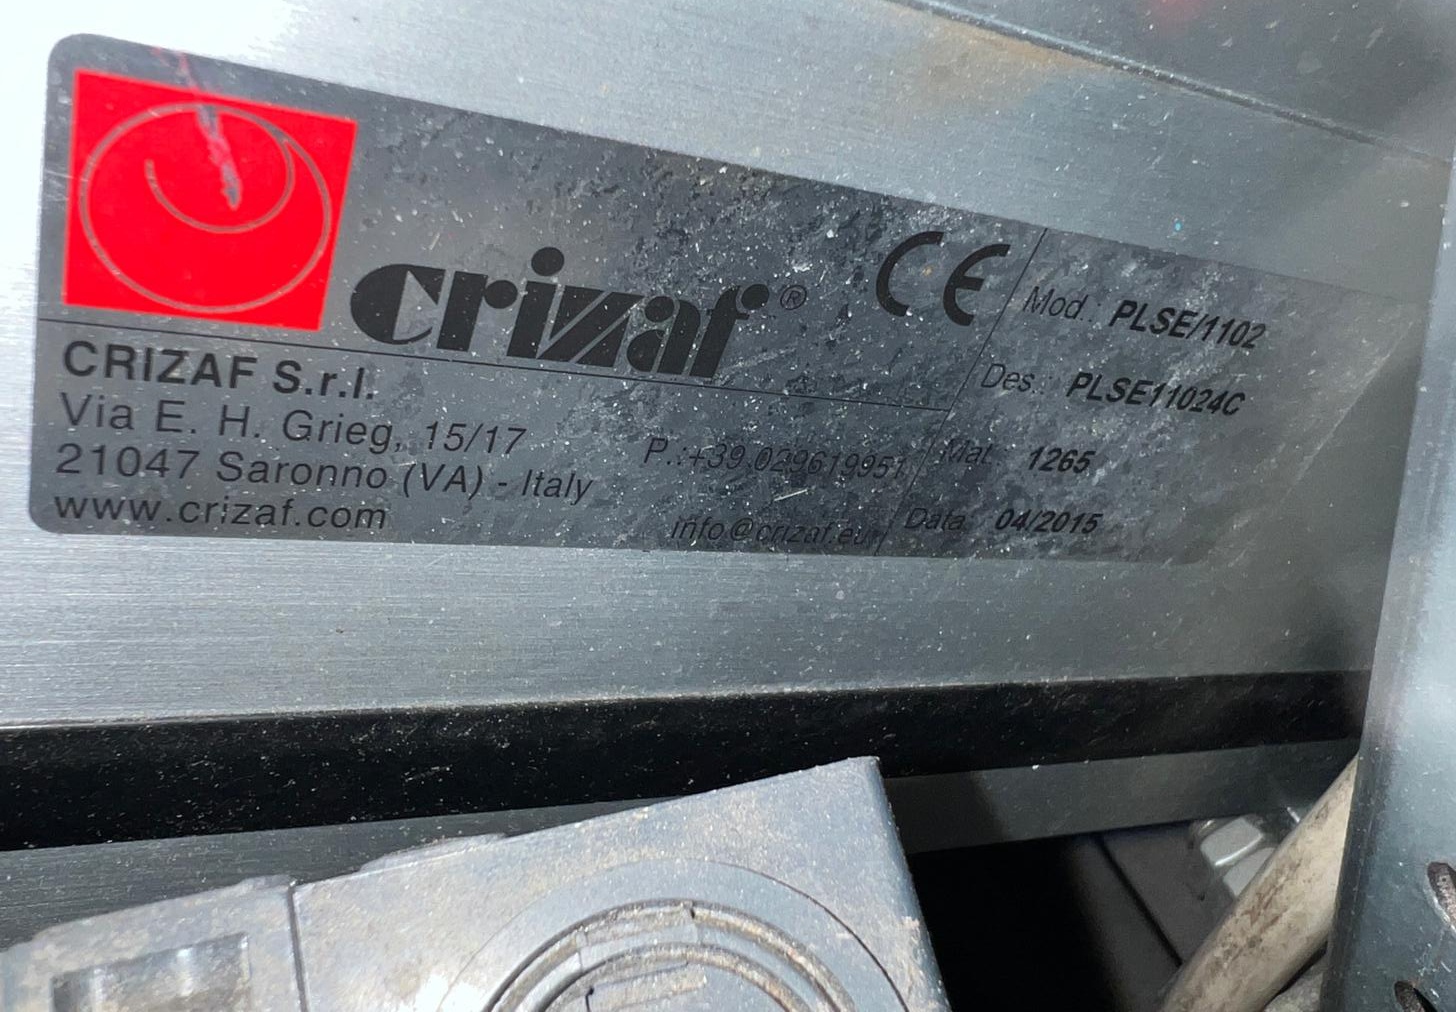 crizaf®
CE
CRIZAF S.r.l.
Via E. H. Grieg, 15/17
21047 Saronno (VA) - Italy
www.crizaf.com
P.:+39.029619951
info@crizaf.eu
Mod.: PLSE/1102
Des.: PLSE11024C
Mat.: 1265
Data: 04/2015